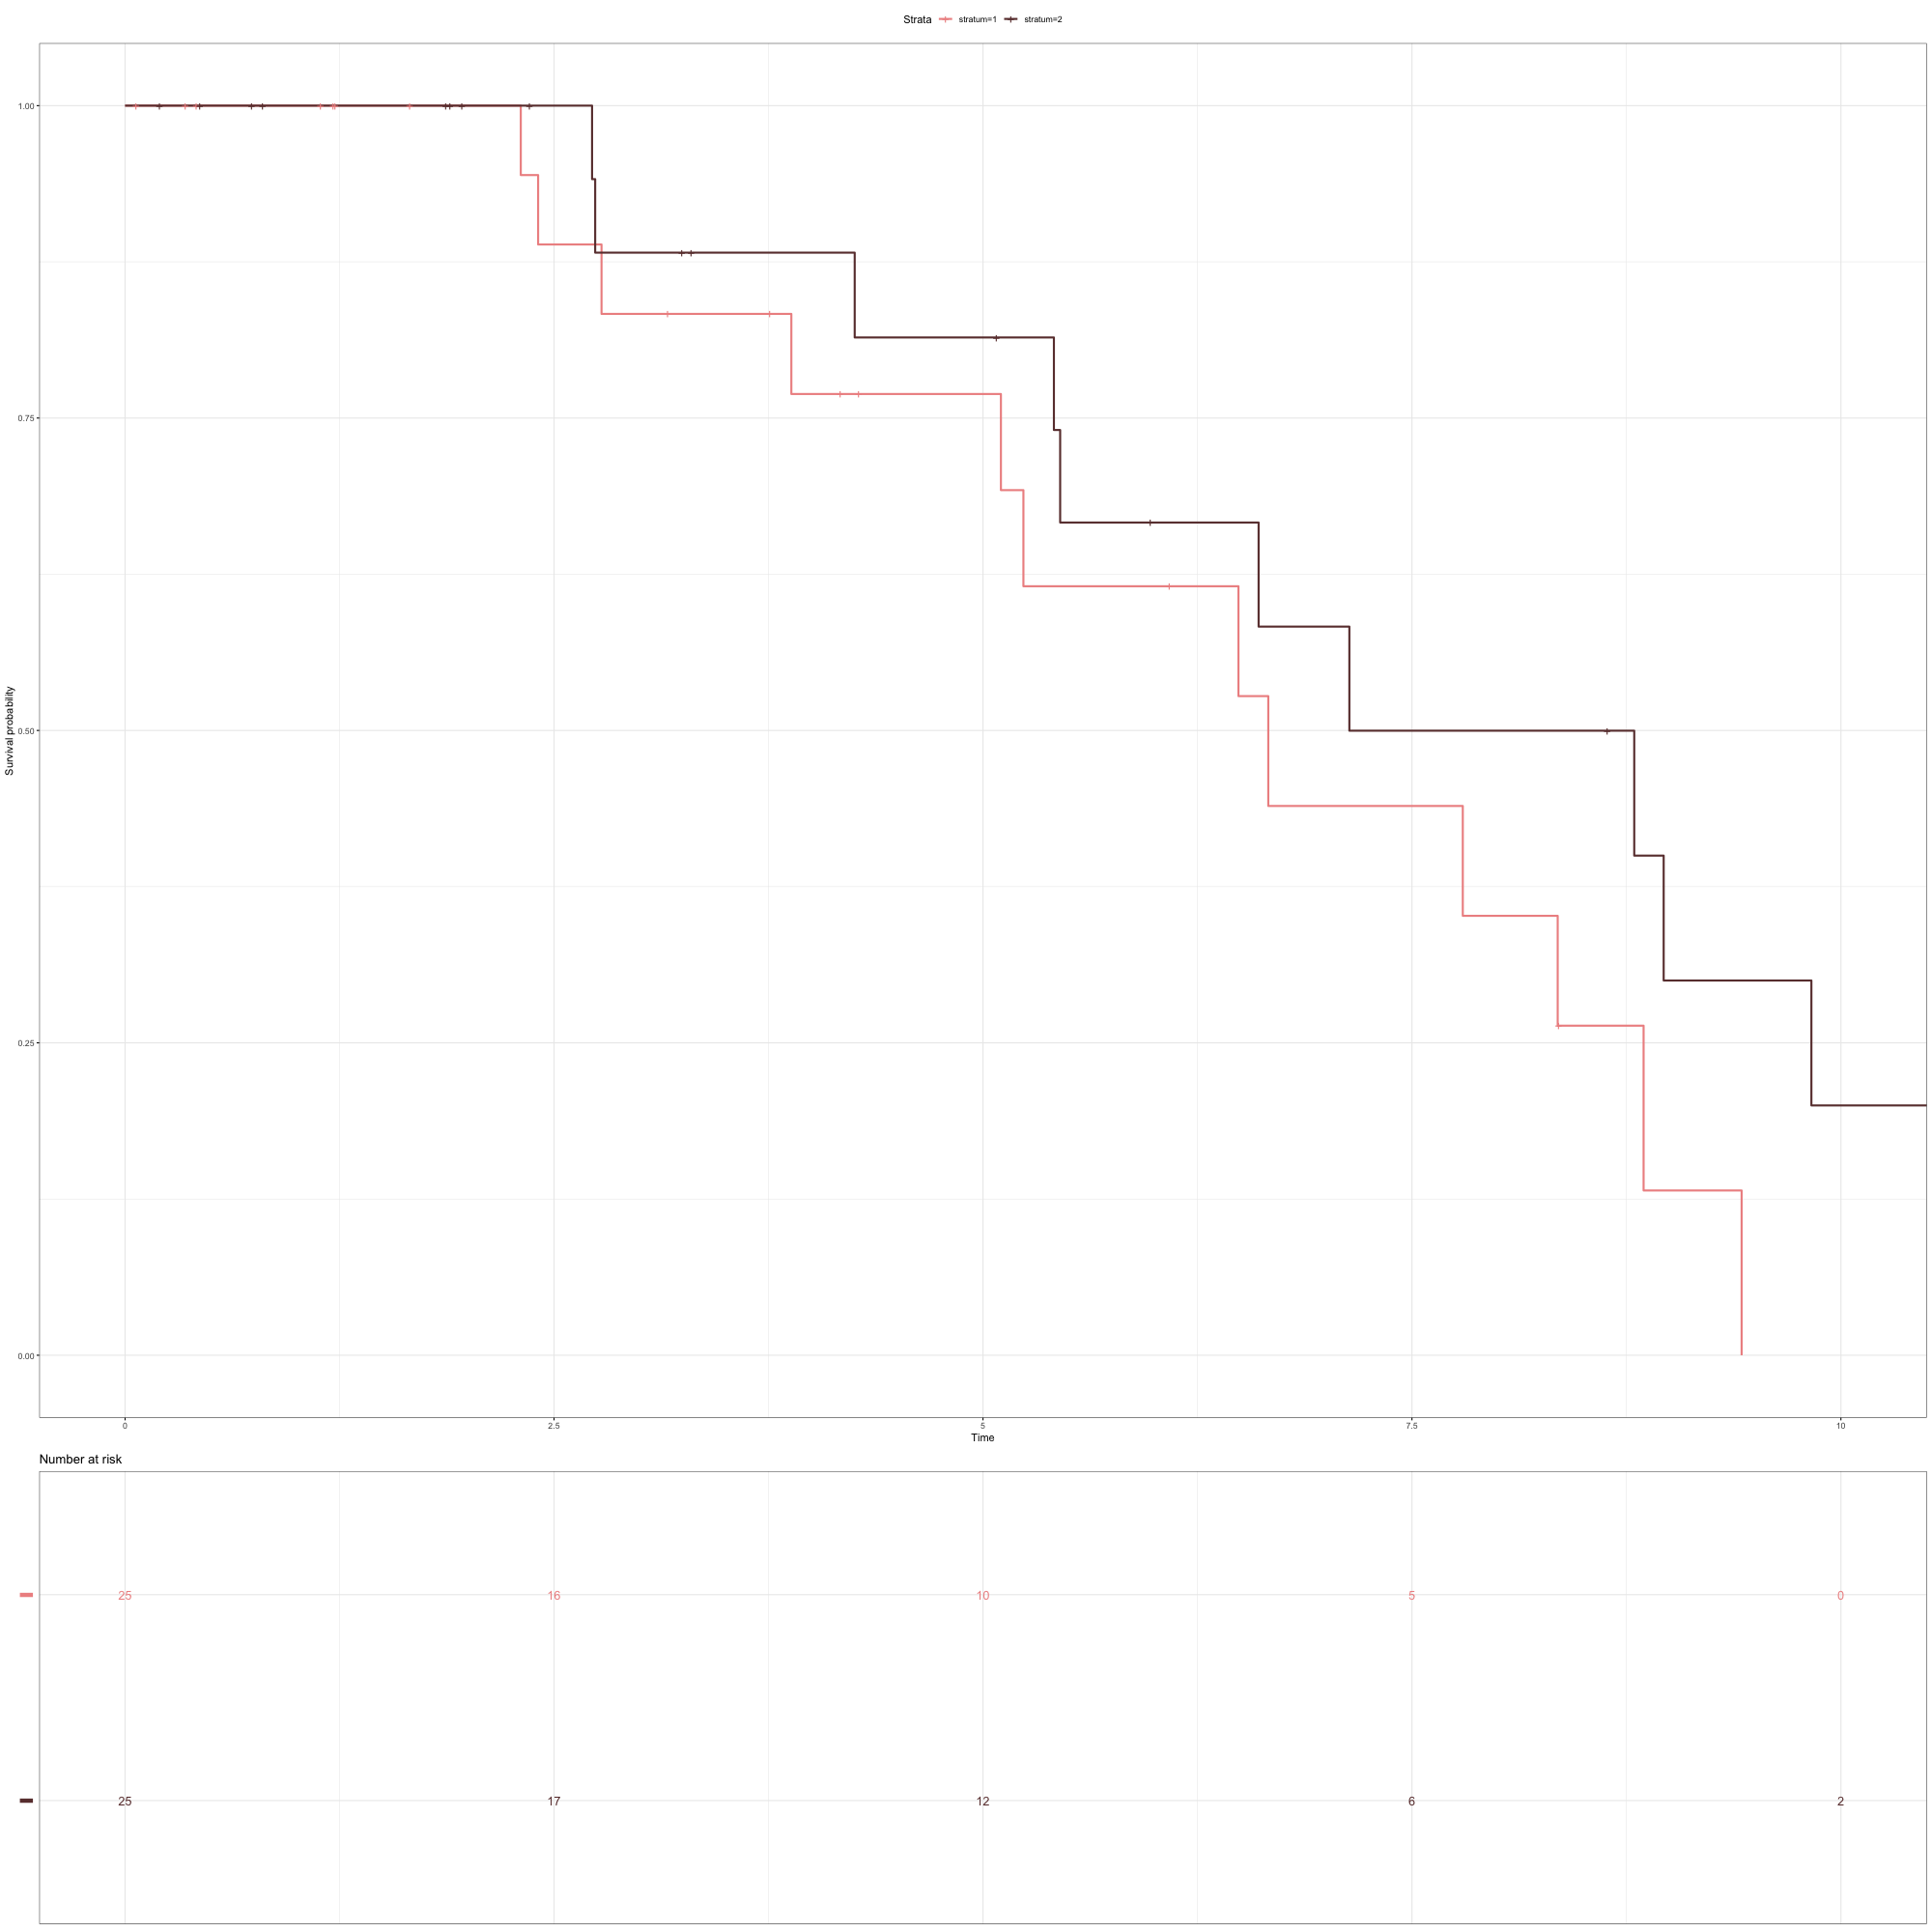 Strata stratum=1 stratum=2
1.00
0.75
0.50
0.25
0.00
Survival probability
0 2.5 5 7.5 10
Time
Number at risk
25 16 10 5 0
25 17 12 6 2